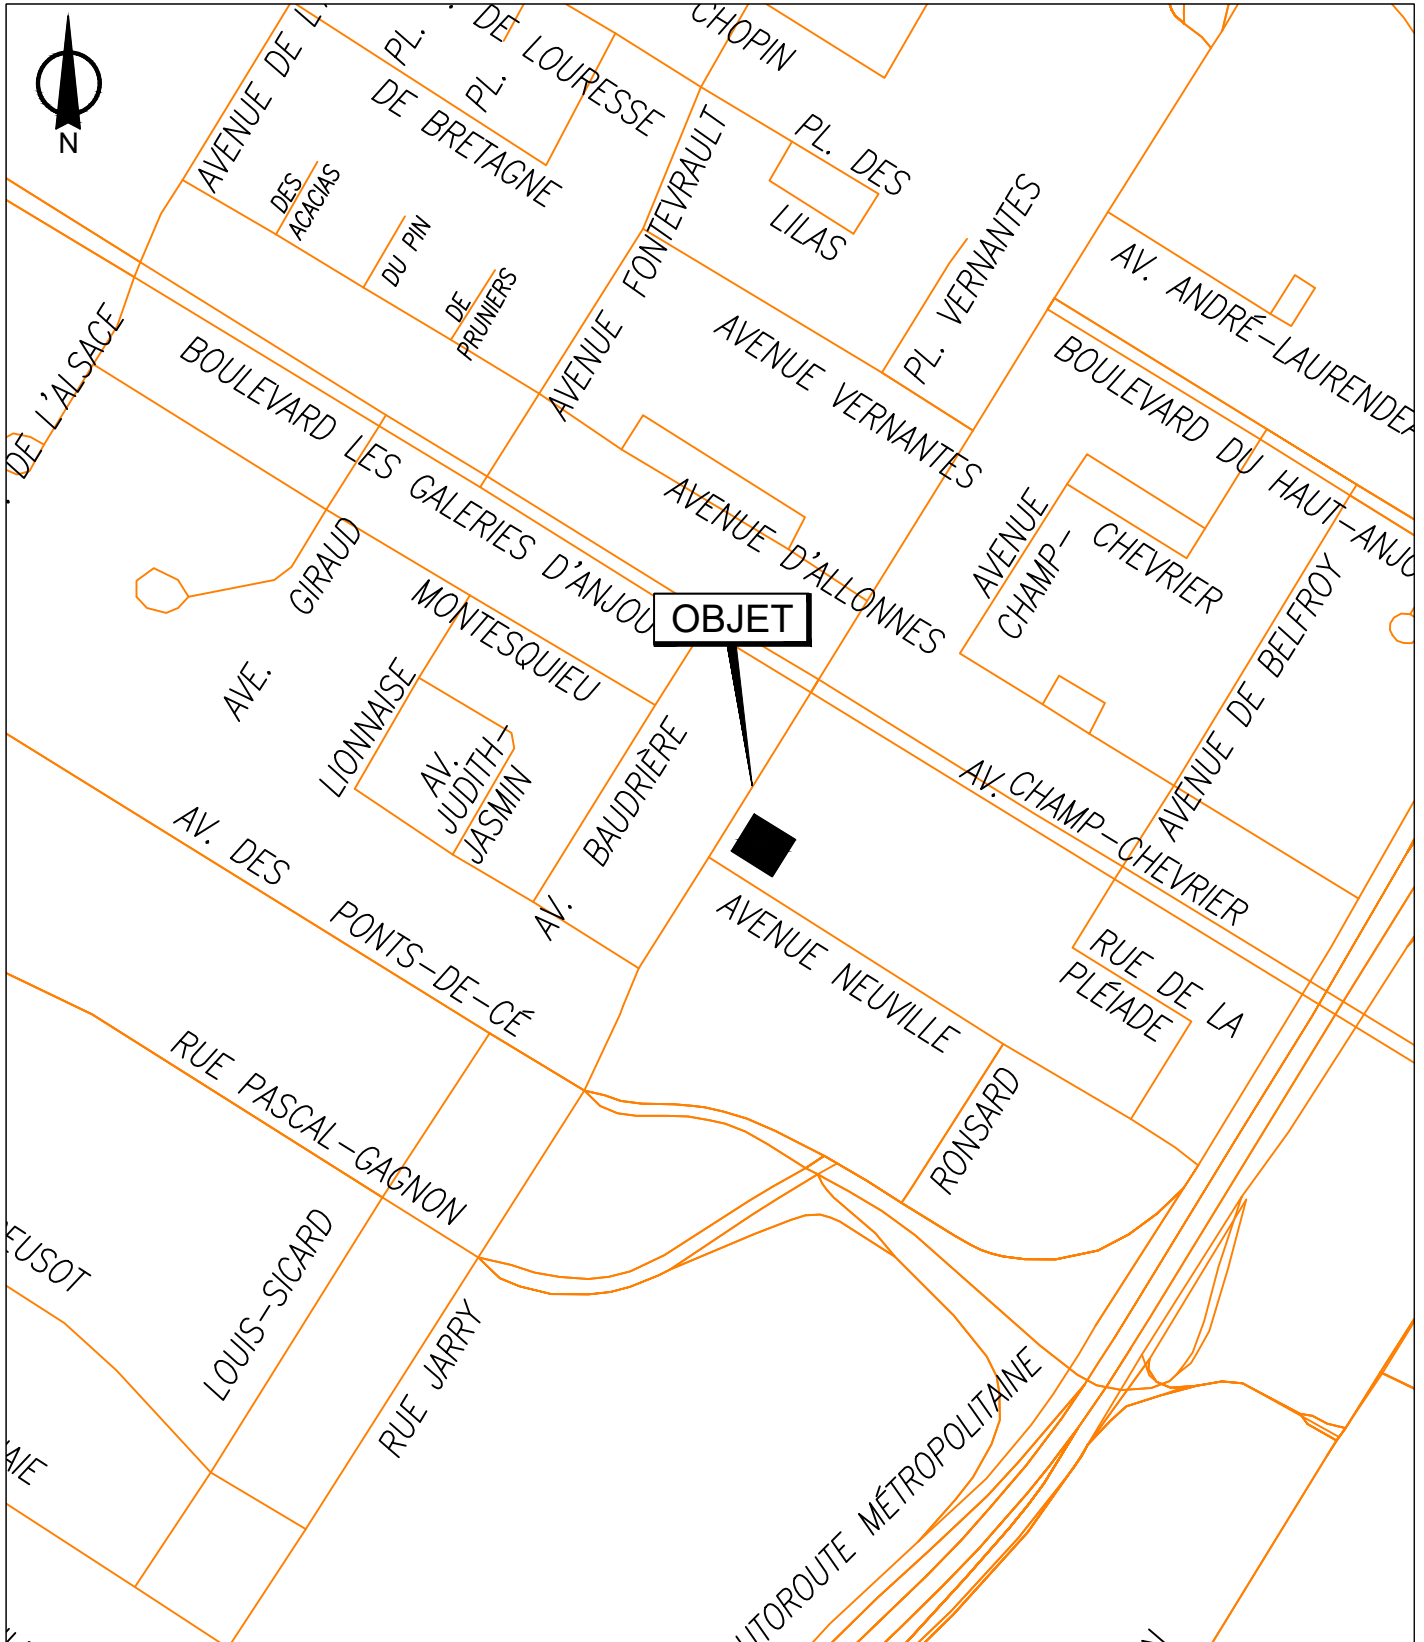 N
AVENUE DE
PL.
DE LOURESSE
PL.
DE BRETAGNE
CHOPIN
PL. DES
LILAS
AVENUE FONTEVRAULT
PL. VERNANTES
DES
ACACIAS
DU PIN
DE
PRUNIERS
AV. ANDRÉ-LAURENDEA
DE L'ALSACE
BOULEVARD LES GALERIES D'ANJOU
AVENUE VERNANTES
BOULEVARD DU HAUT-ANJO
AVENUE D'ALLONNES
AVENUE
CHAMP-
CHEVRIER
AVENUE DE BELFROY
OBJET
AVE. GIRAUD
MONTESQUIEU
LIONNAISE
AV.
JUDITH-
JASMIN
AV. BAUDRIÈRE
AV. CHAMP-CHEVRIER
AV. DES PONTS-DE-CÉ
AVENUE NEUVILLE
RUE DE LA
PLÉIADE
RUE PASCAL-GAGNON
RONSARD
EUSOT
LOUIS-SICARD
RUE JARRY
AIE
UTOROUTE MÉTROPOLITAINE